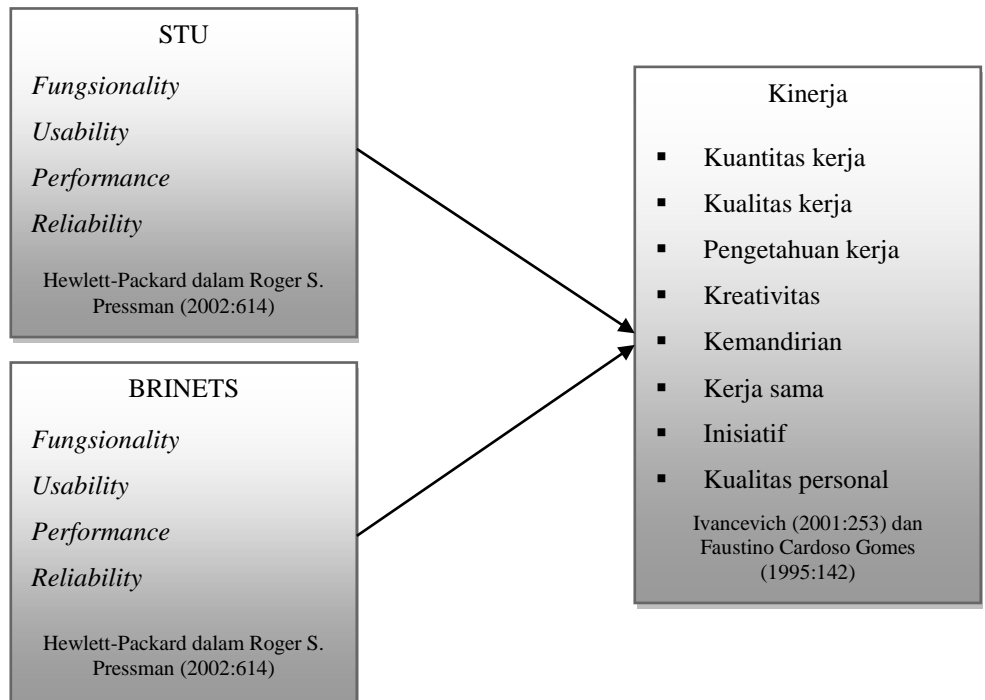 STU
Fungsionality
Usability
Performance
Reliability
Hewlett-Packard dalam Roger S.
Pressman (2002:614)
BRINETS
Fungsionality
Usability
Performance
Reliability
Hewlett-Packard dalam Roger S.
Pressman (2002:614)
Kinerja
▪ Kuantitas kerja
▪ Kualitas kerja
▪ Pengetahuan kerja
▪ Kreativitas
▪ Kemandirian
▪ Kerja sama
▪ Inisiatif
▪ Kualitas personal
Ivancevich (2001:253) dan
Faustino Cardoso Gomes
(1995:142)